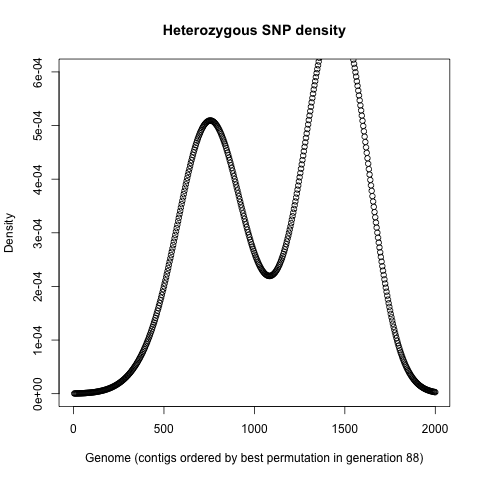 Heterozygous SNP density
Density
6e-04
5e-04
4e-04
3e-04
2e-04
1e-04
0e+00
0 500 1000 1500 2000
Genome (contigs ordered by best permutation in generation 88)